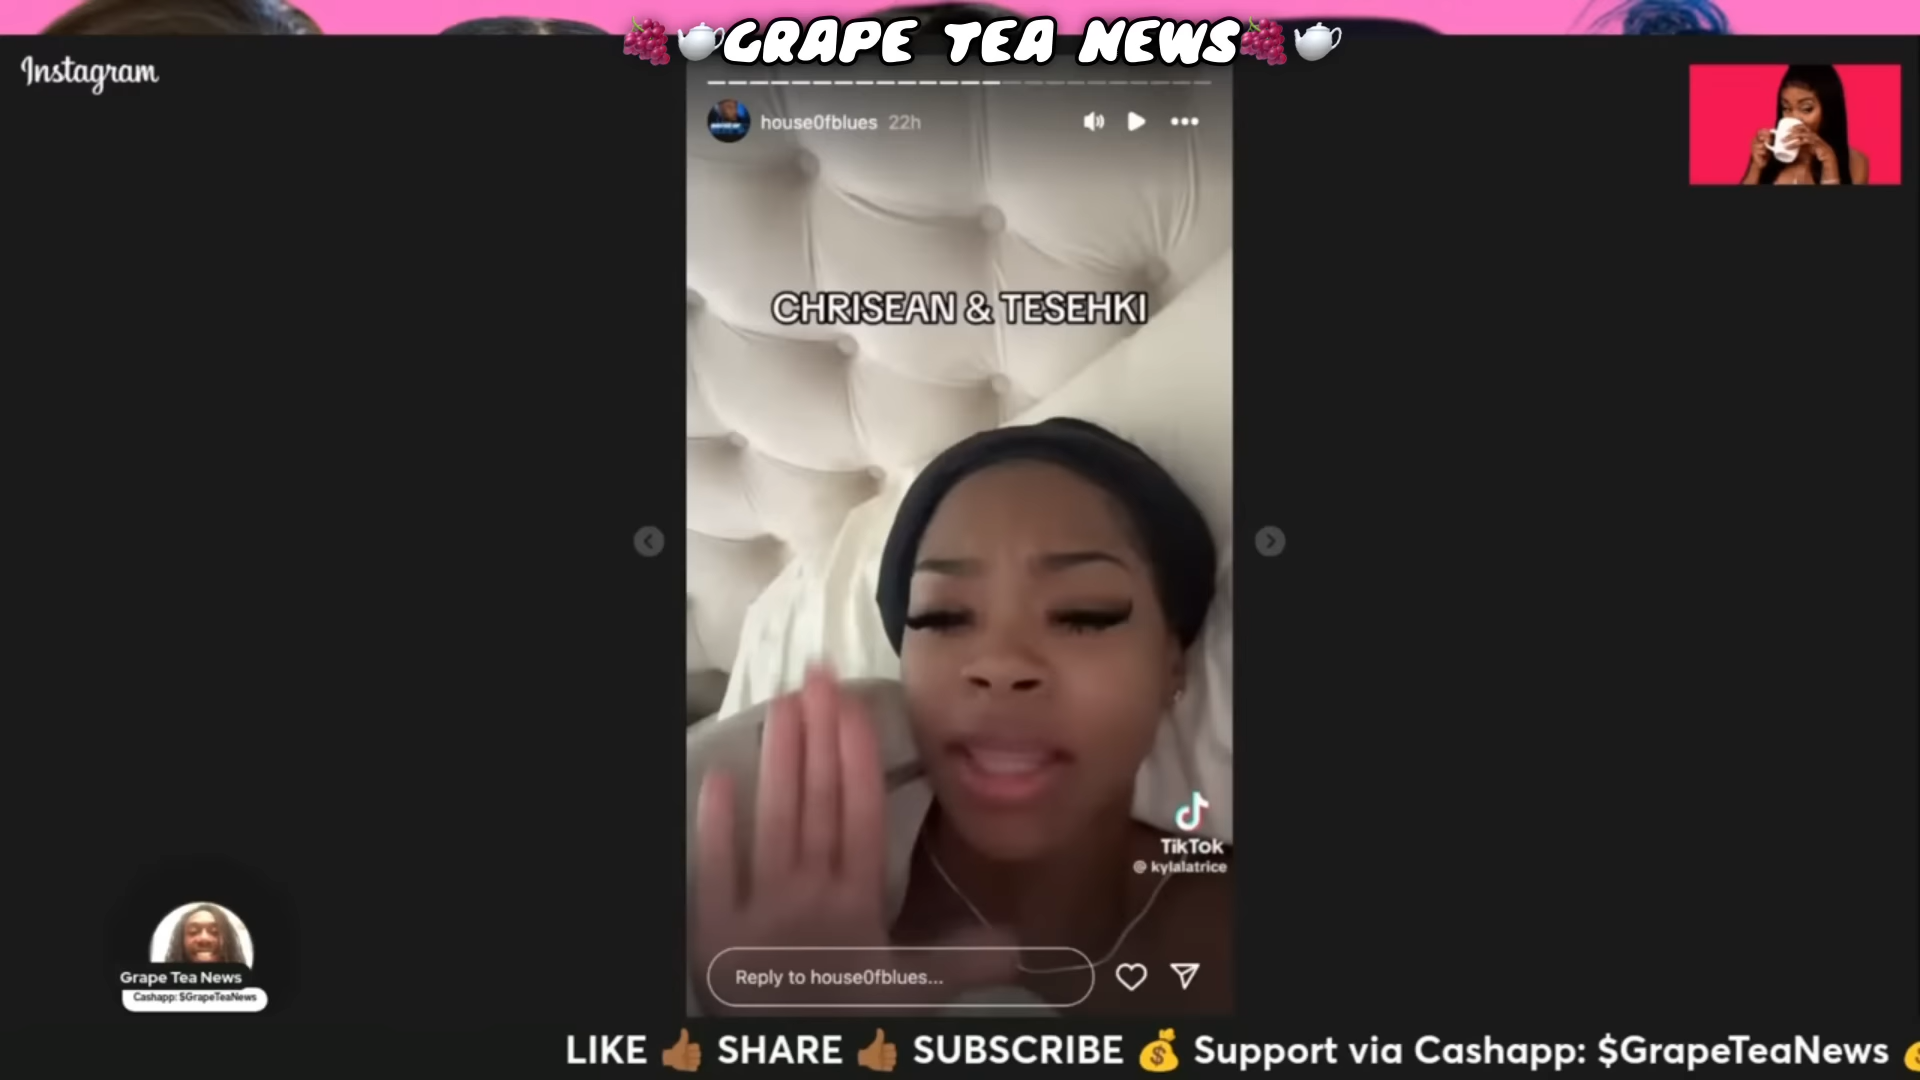 🍇🫖GRAPE TEA NEWS🍇🫖
Instagram
house0fblues 22h
CHRISEAN & TESEHKI
TikTok
@ kylalatrice
Grape Tea News
Cashapp: $GrapeTeaNews
Reply to house0fblues...
LIKE 👍🏾 SHARE 👍🏾 SUBSCRIBE 💰 Support via Cashapp: $GrapeTeaNews 💰